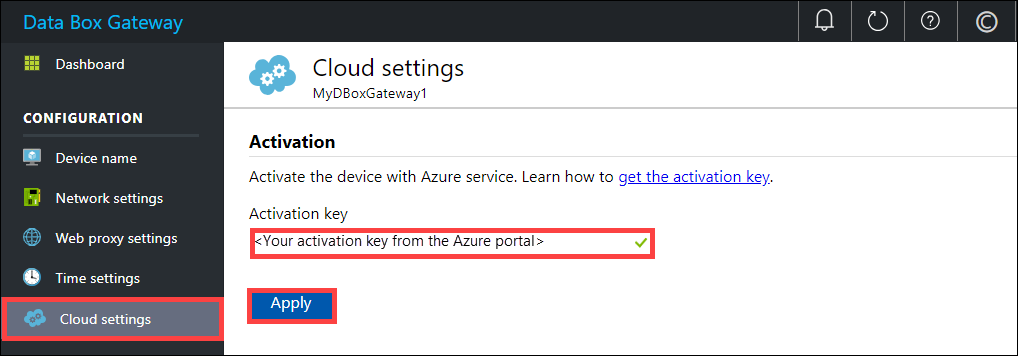 Data Box Gateway
Dashboard
CONFIGURATION
Device name
Network settings
Web proxy settings
Time settings
Cloud settings
Cloud settings
MyDBoxGateway1
Activation
Activate the device with Azure service. Learn how to get the activation key.
Activation key
<Your activation key from the Azure portal>
Apply